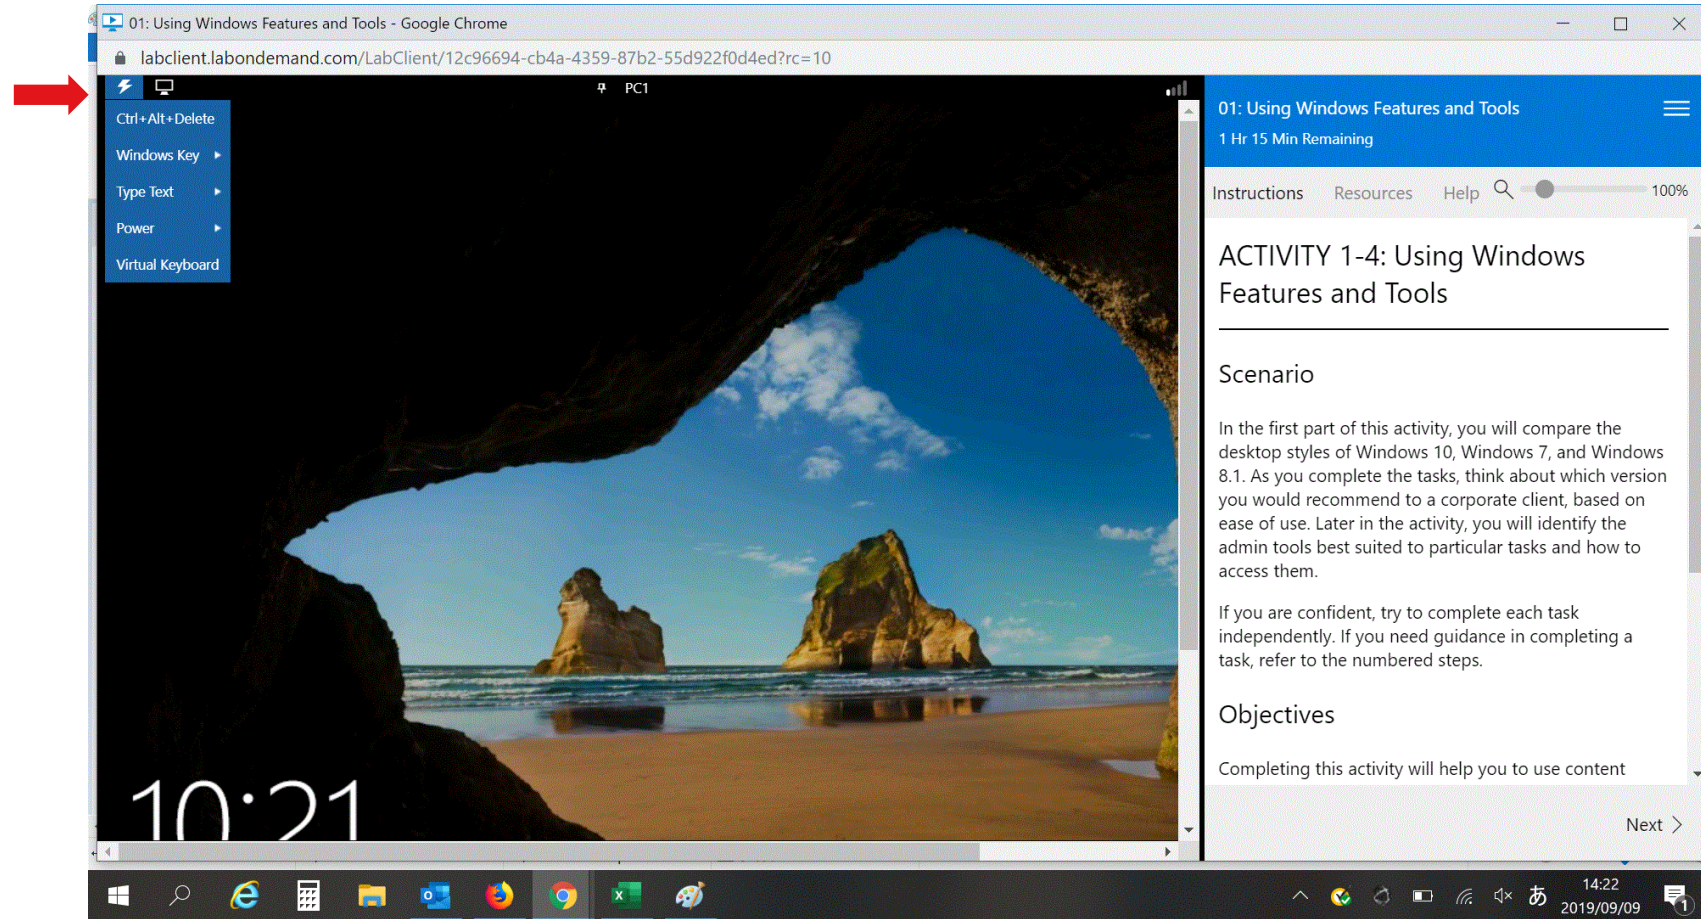 01: Using Windows Features and Tools - Google Chrome
labclient.labondemand.com/LabClient/12c96694-cb4a-4359-87b2-55d922f0d4ed?rc=10
PC1
Ctrl+Alt+Delete
Windows Key
Type Text
Power
Virtual Keyboard
10:21
01: Using Windows Features and Tools
1 Hr 15 Min Remaining
Instructions Resources Help 100%
ACTIVITY 1-4: Using Windows
Features and Tools
Scenario
In the first part of this activity, you will compare the
desktop styles of Windows 10, Windows 7, and Windows
8.1. As you complete the tasks, think about which version
you would recommend to a corporate client, based on
ease of use. Later in the activity, you will identify the
admin tools best suited to particular tasks and how to
access them.
If you are confident, try to complete each task
independently. If you need guidance in completing a
task, refer to the numbered steps.
Objectives
Completing this activity will help you to use content
Next
あ
14:22
2019/09/09
1